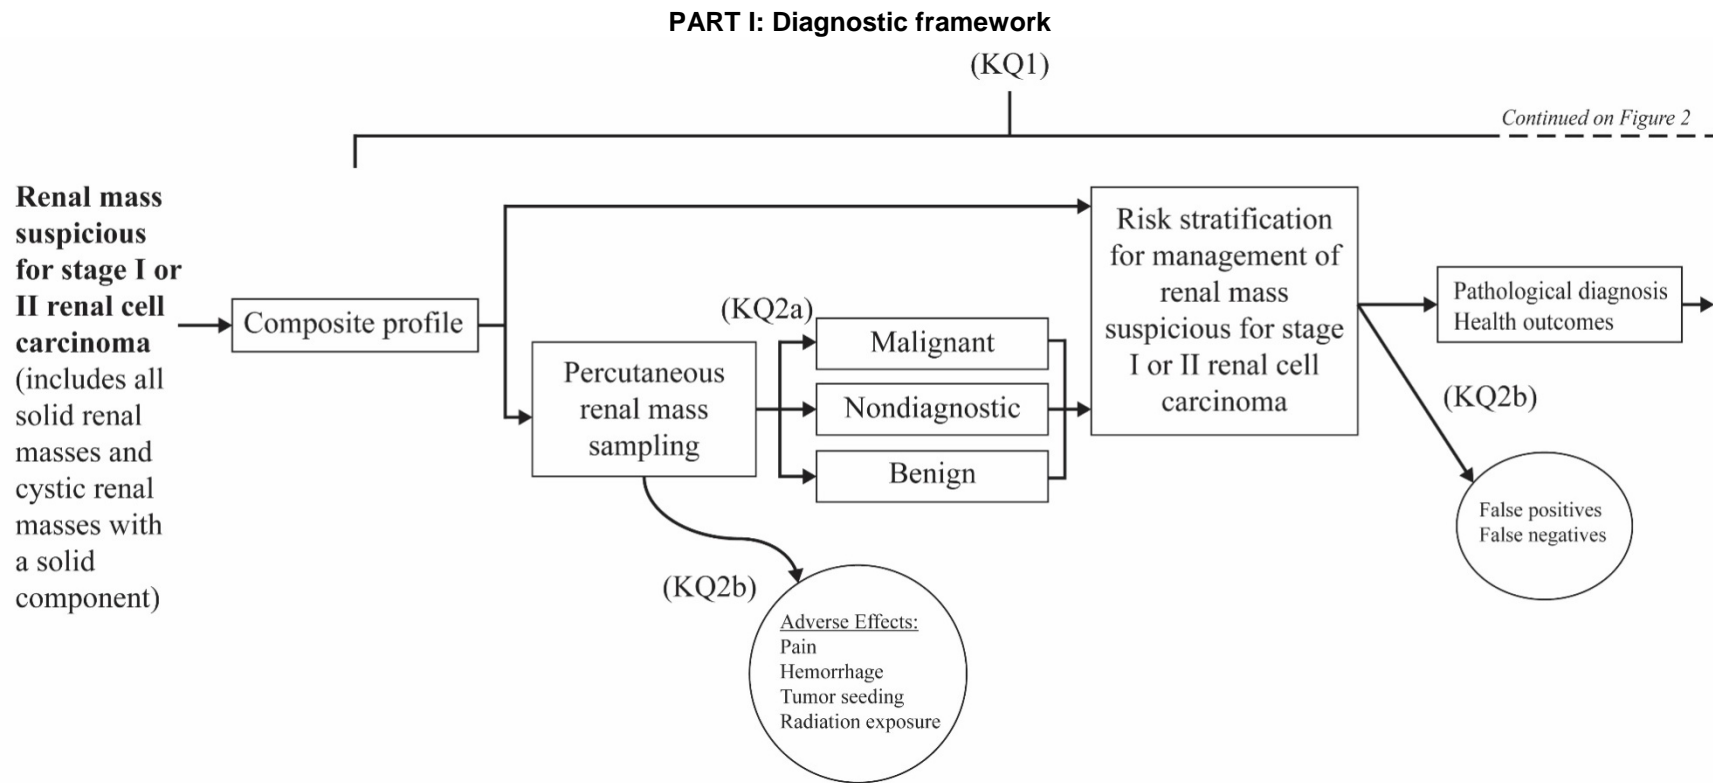 PART I: Diagnostic framework
(KQ1)
Continued on Figure 2
Renal mass
suspicious
for stage I or
II renal cell
carcinoma
(includes all
solid renal
masses and
cystic renal
masses with
a solid
component)
Composite profile
Percutaneous
renal mass
sampling
(KQ2a)
Malignant
Nondiagnostic
Benign
Risk stratification
for management of
renal mass
suspicious for stage
I or II renal cell
carcinoma
Pathological diagnosis
Health outcomes
(KQ2b)
False positives
False negatives
(KQ2b)
Adverse Effects:
Pain
Hemorrhage
Tumor seeding
Radiation exposure